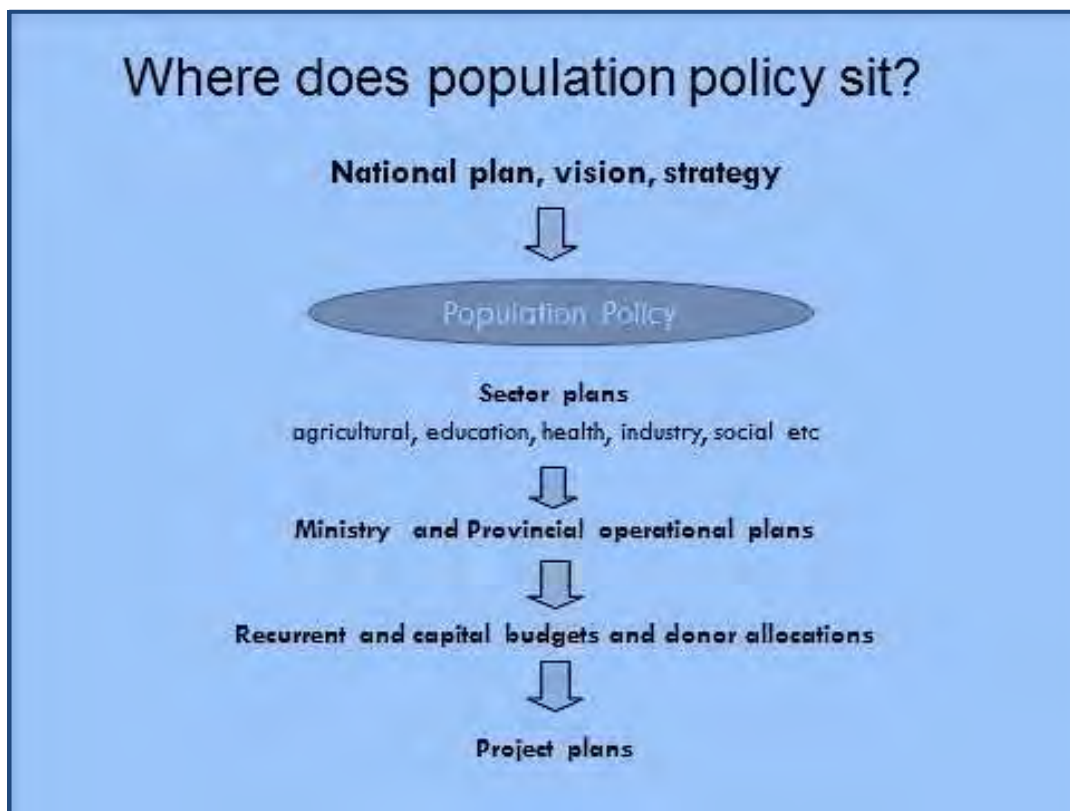 Where does population policy sit?
National plan, vision, strategy
Population Policy
Sector plans
agricultural, education, health, industry, social etc
Ministry and Provincial operational plans
Recurrent and capital budgets and donor allocations
Project plans